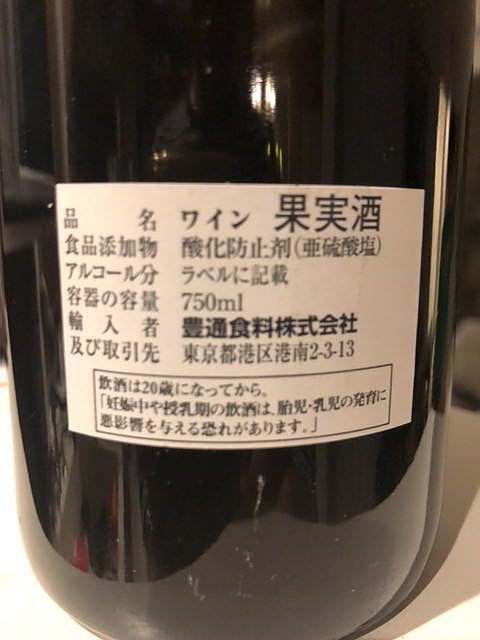 品名 ワイン 果実酒
食品添加物 酸化防止剤(亜硫酸塩)
アルコール分 ラベルに記載
容器の容量 750ml
輸入者 豊通食料株式会社
及び取引先 東京都港区港南2-3-13
飲酒は20歳になってから。
「妊娠中や授乳期の飲酒は、胎児・乳児の発育に
悪影響を与える恐れがあります。」